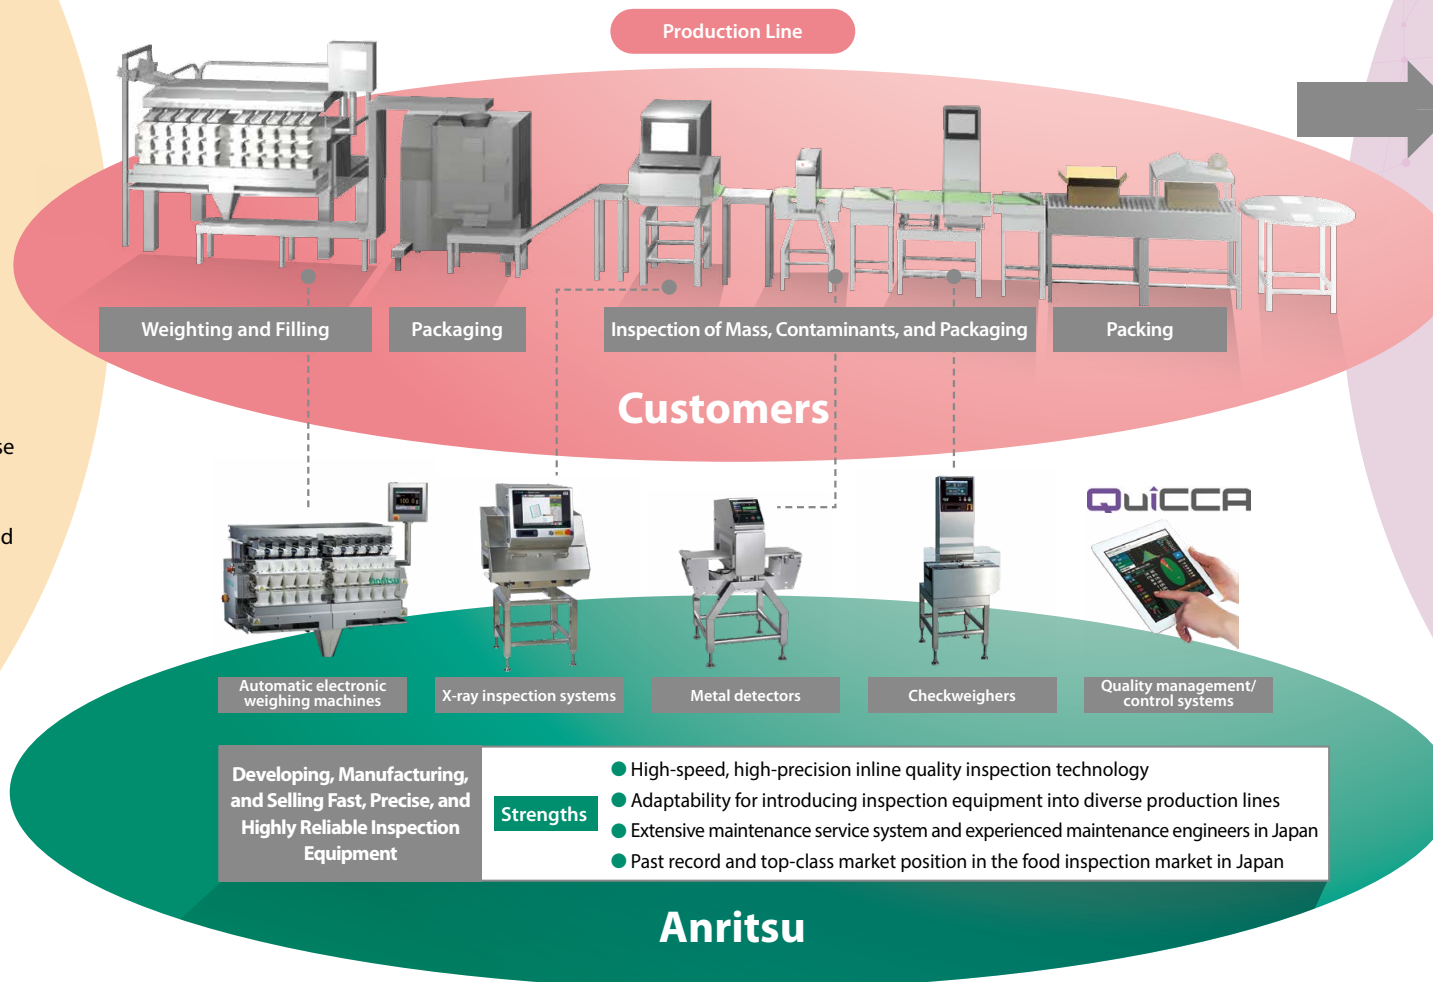 Production Line
Weighting and Filling
Packaging
Inspection of Mass, Contaminants, and Packaging
Packing
Customers
se
d
QuiCCA
100.0
Anritsu
Automatic electronic
weighing machines
X-ray inspection systems
Metal detectors
Checkweighers
Quality management/
control systems
Developing, Manufacturing,
and Selling Fast, Precise, and
Highly Reliable Inspection
Equipment
Strengths
High-speed, high-precision inline quality inspection technology
Adaptability for introducing inspection equipment into diverse production lines
Extensive maintenance service system and experienced maintenance engineers in Japan
Past record and top-class market position in the food inspection market in Japan
Anritsu